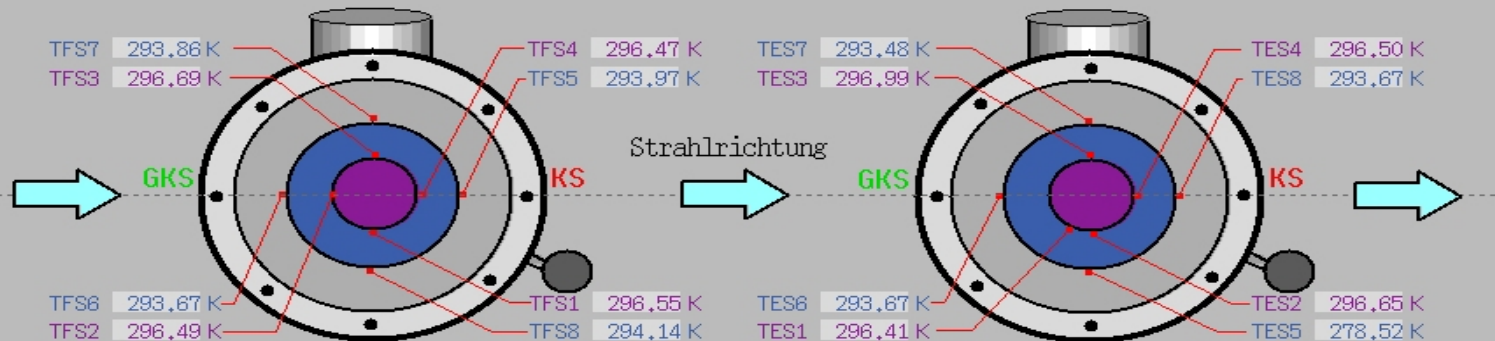 TFS7 293.86 K TFS4 296.47 K TES7 293.48 K TES4 296.50 K
TFS3 296.69 K TFS5 293.97 K TES3 296.99 K TES8 293.67 K
Strahlrichtung
GKS KS GKS KS
TFS6 293.67 K TFS1 296.55 K TES6 293.67 K TES2 296.65 K
TFS2 296.49 K TFS8 294.14 K TES1 296.41 K TES5 278.52 K